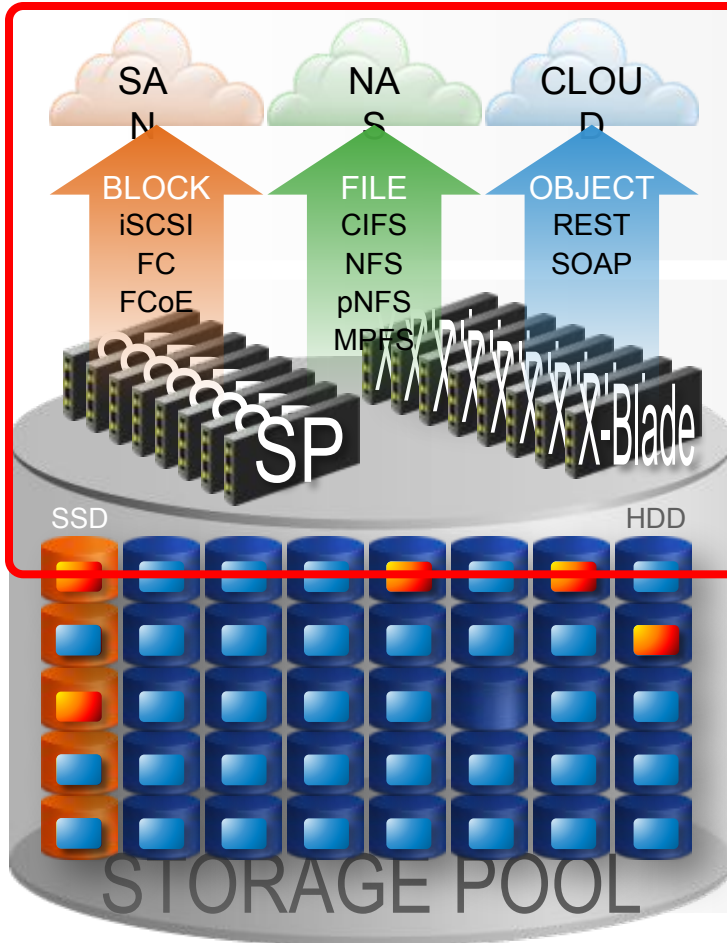 SA
N
NA
S
CLOU
D
BLOCK
iSCSI
FC
FCoE
FILE
CIFS
NFS
pNFS
MPFS
OBJECT
REST
SOAP
SP
X-Blade
SSD
HDD
STORAGE POOL